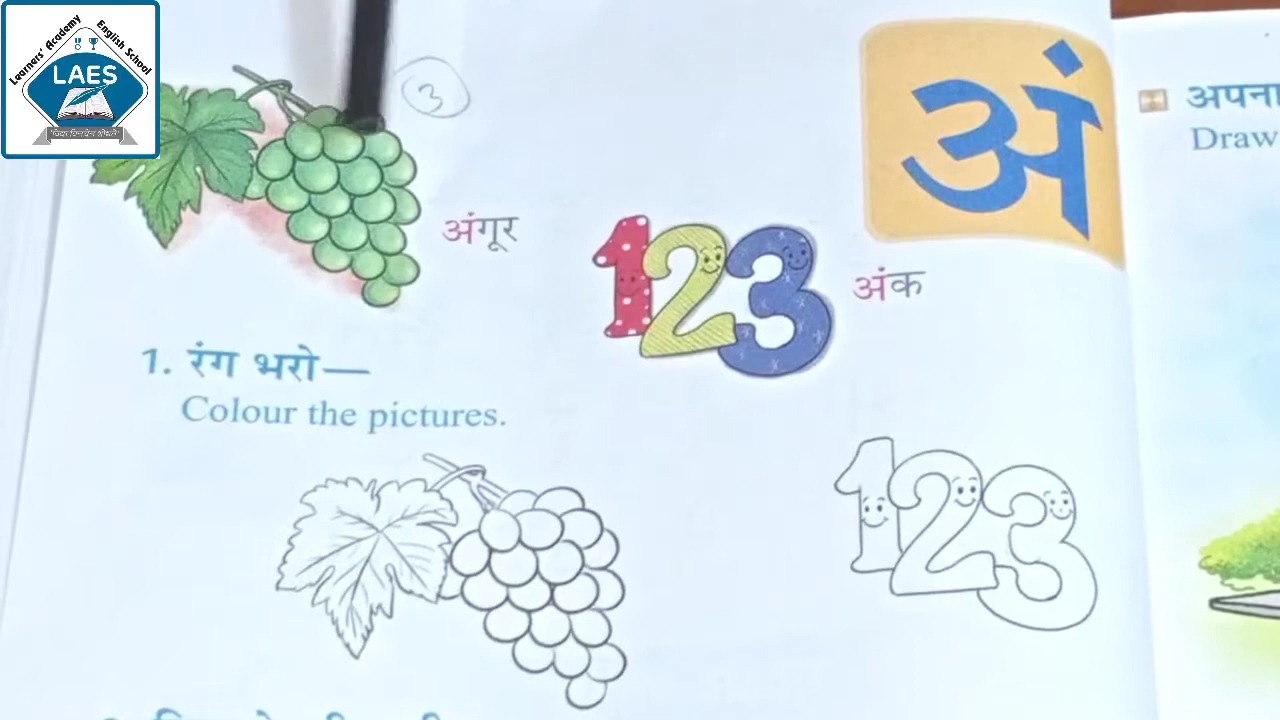 Learners' Academy English School
LAES
3
अं
अपना
Draw
अंगूर
123
अंक
1. रंग भरो—
Colour the pictures.
123